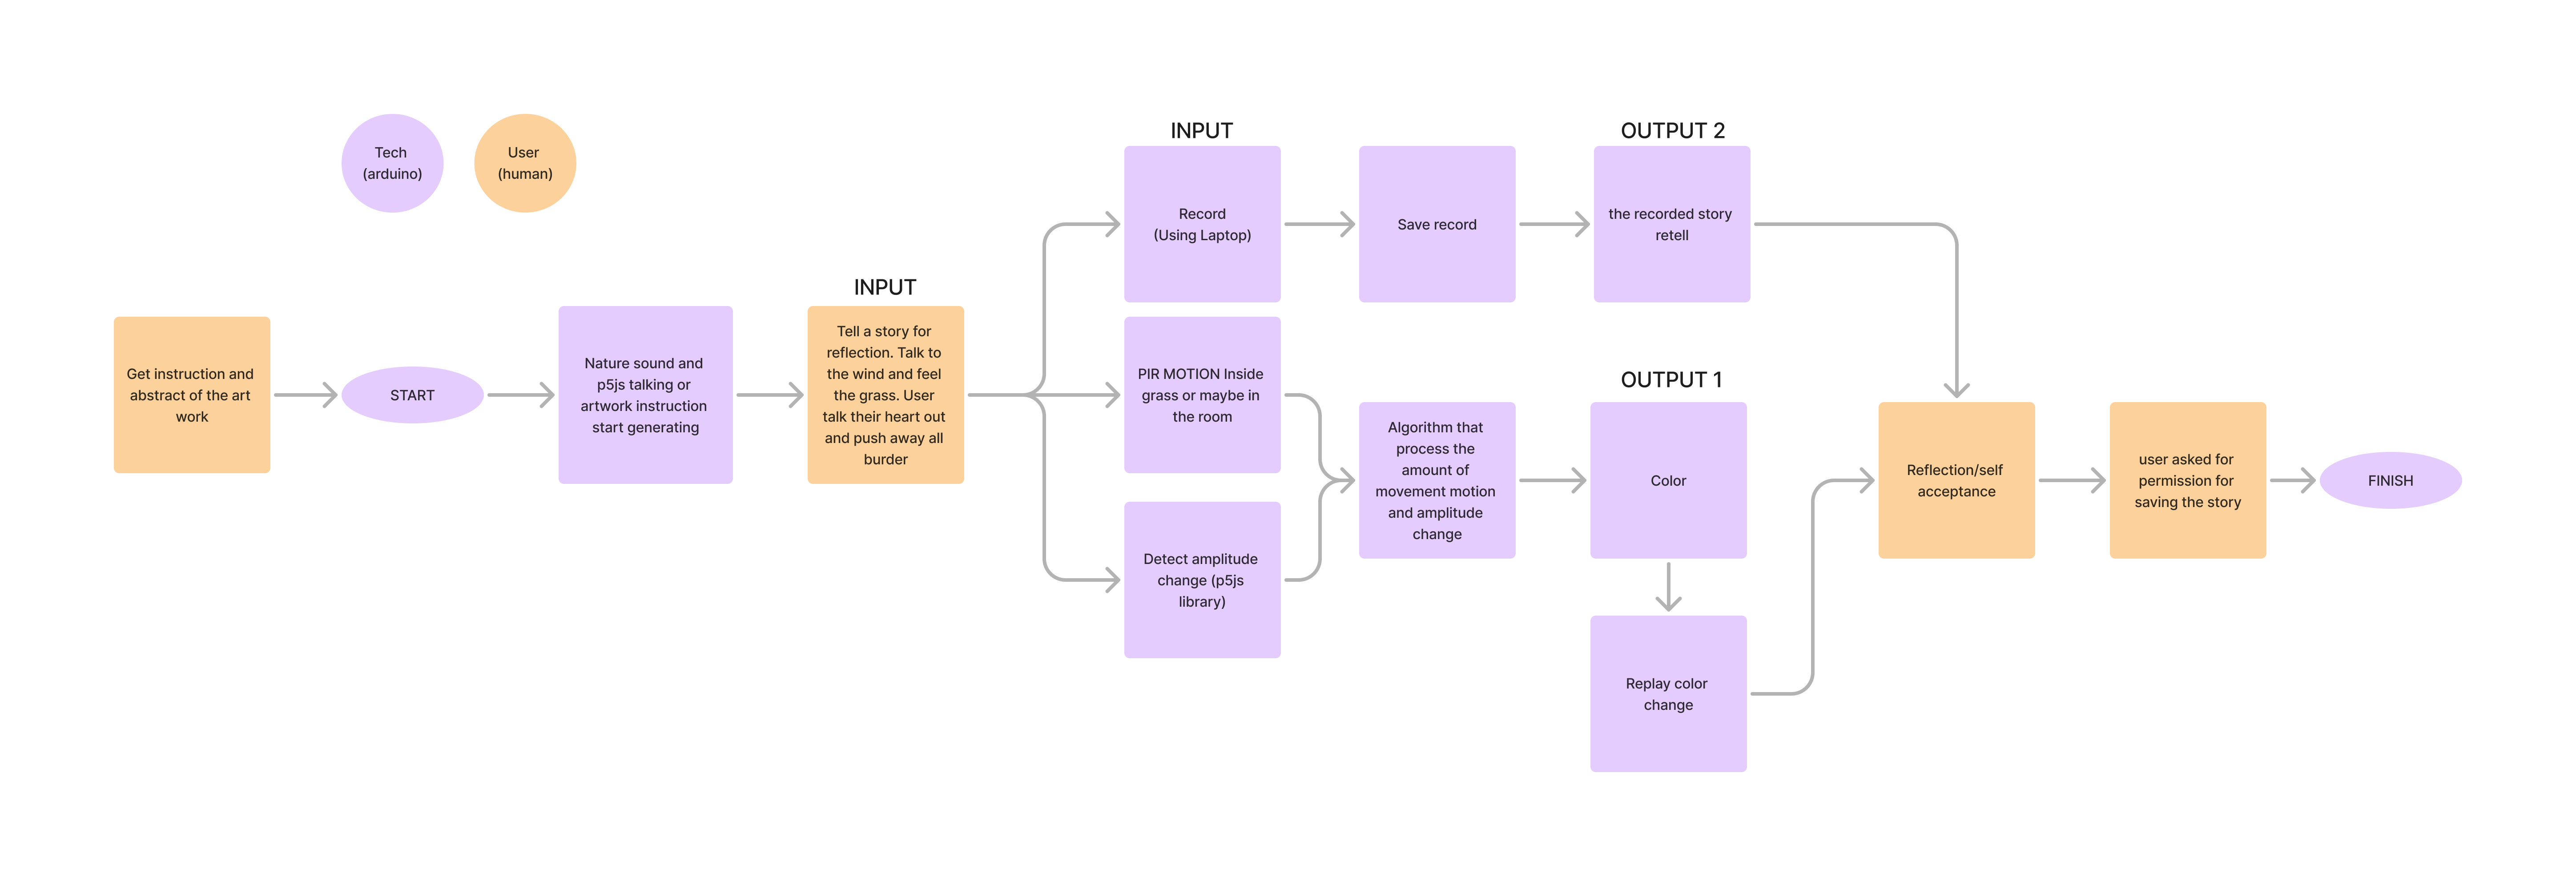 Tech
(arduino)
User
(human)
Get instruction and
abstract of the art
work
START
Nature sound and
p5js talking or
artwork instruction
start generating
INPUT
Tell a story for
reflection. Talk to
the wind and feel
the grass. User
talk their heart out
and push away all
burder
INPUT
Record
(Using Laptop)
Save record
OUTPUT 2
the recorded story
retell
PIR MOTION Inside
grass or maybe in
the room
Detect amplitude
change (p5js
library)
Algorithm that
process the
amount of
movement motion
and amplitude
change
OUTPUT 1
Color
Replay color
change
Reflection/self
acceptance
user asked for
permission for
saving the story
FINISH